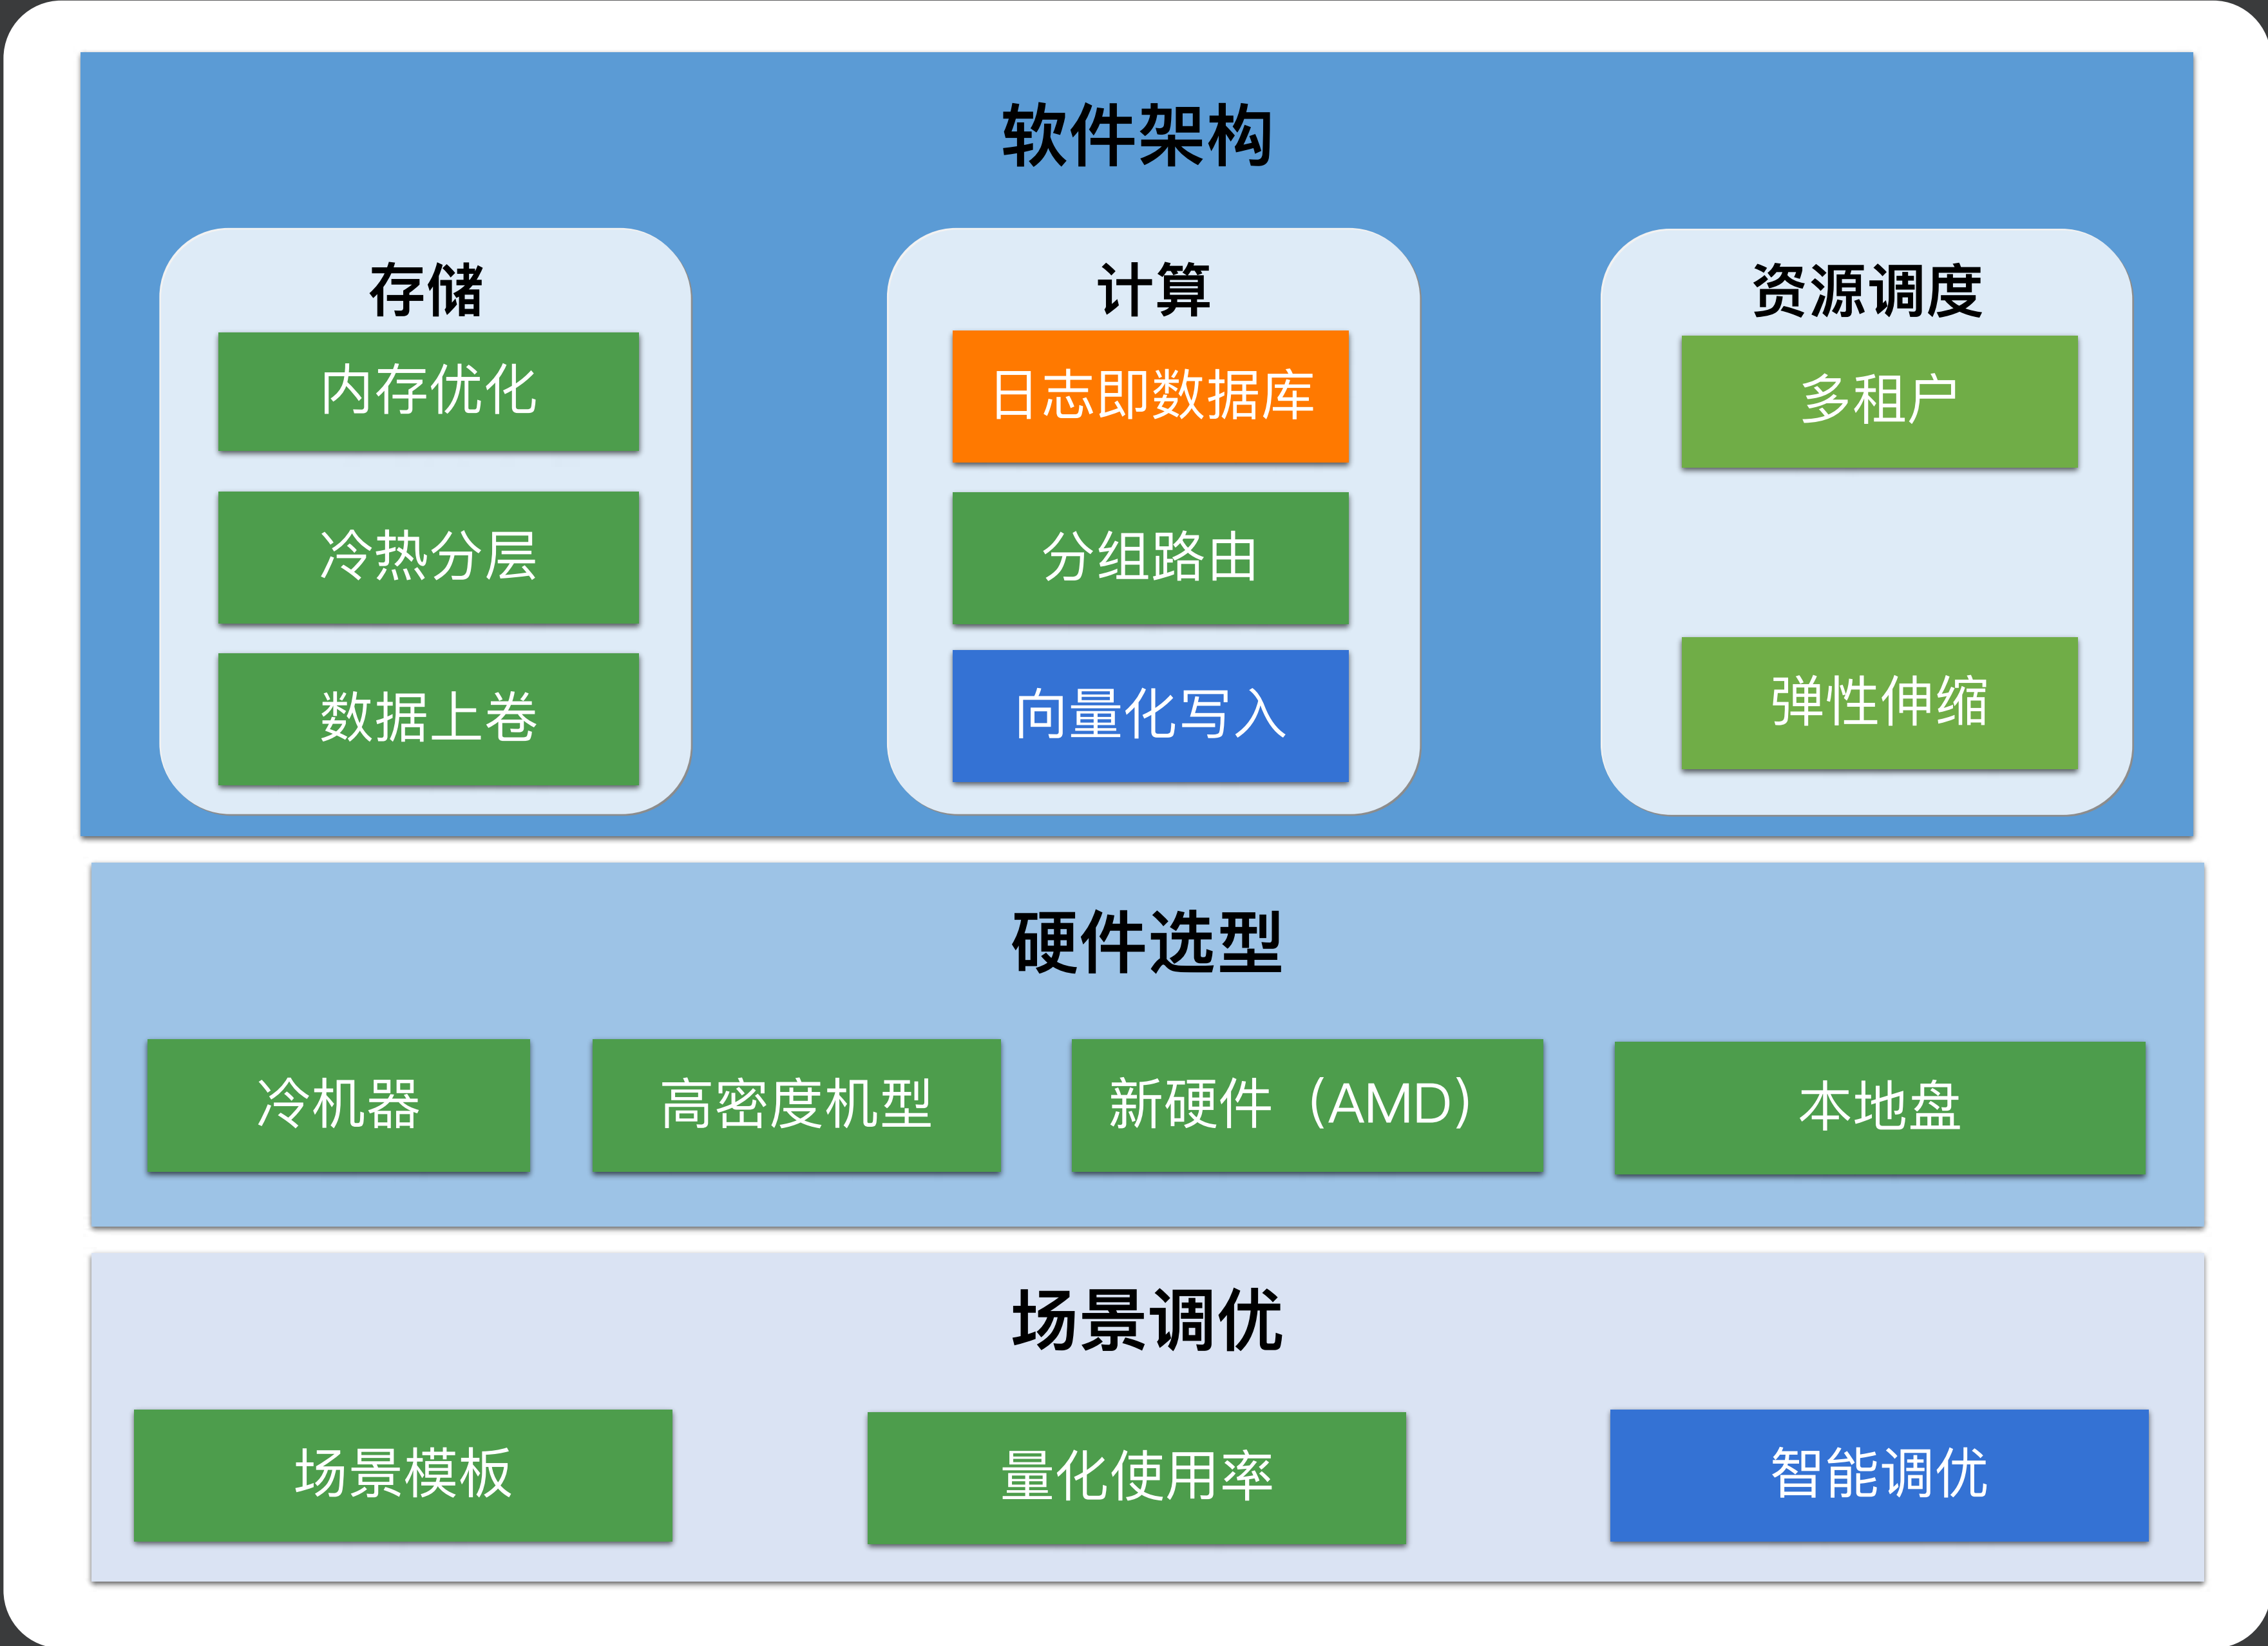 软件架构
存储
内存优化
冷热分层
数据上卷
计算
日志即数据库
分组路由
向量化写入
资源调度
多租户
弹性伸缩
硬件选型
冷机器
高密度机型
新硬件（AMD）
本地盘
场景调优
场景模板
量化使用率
智能调优